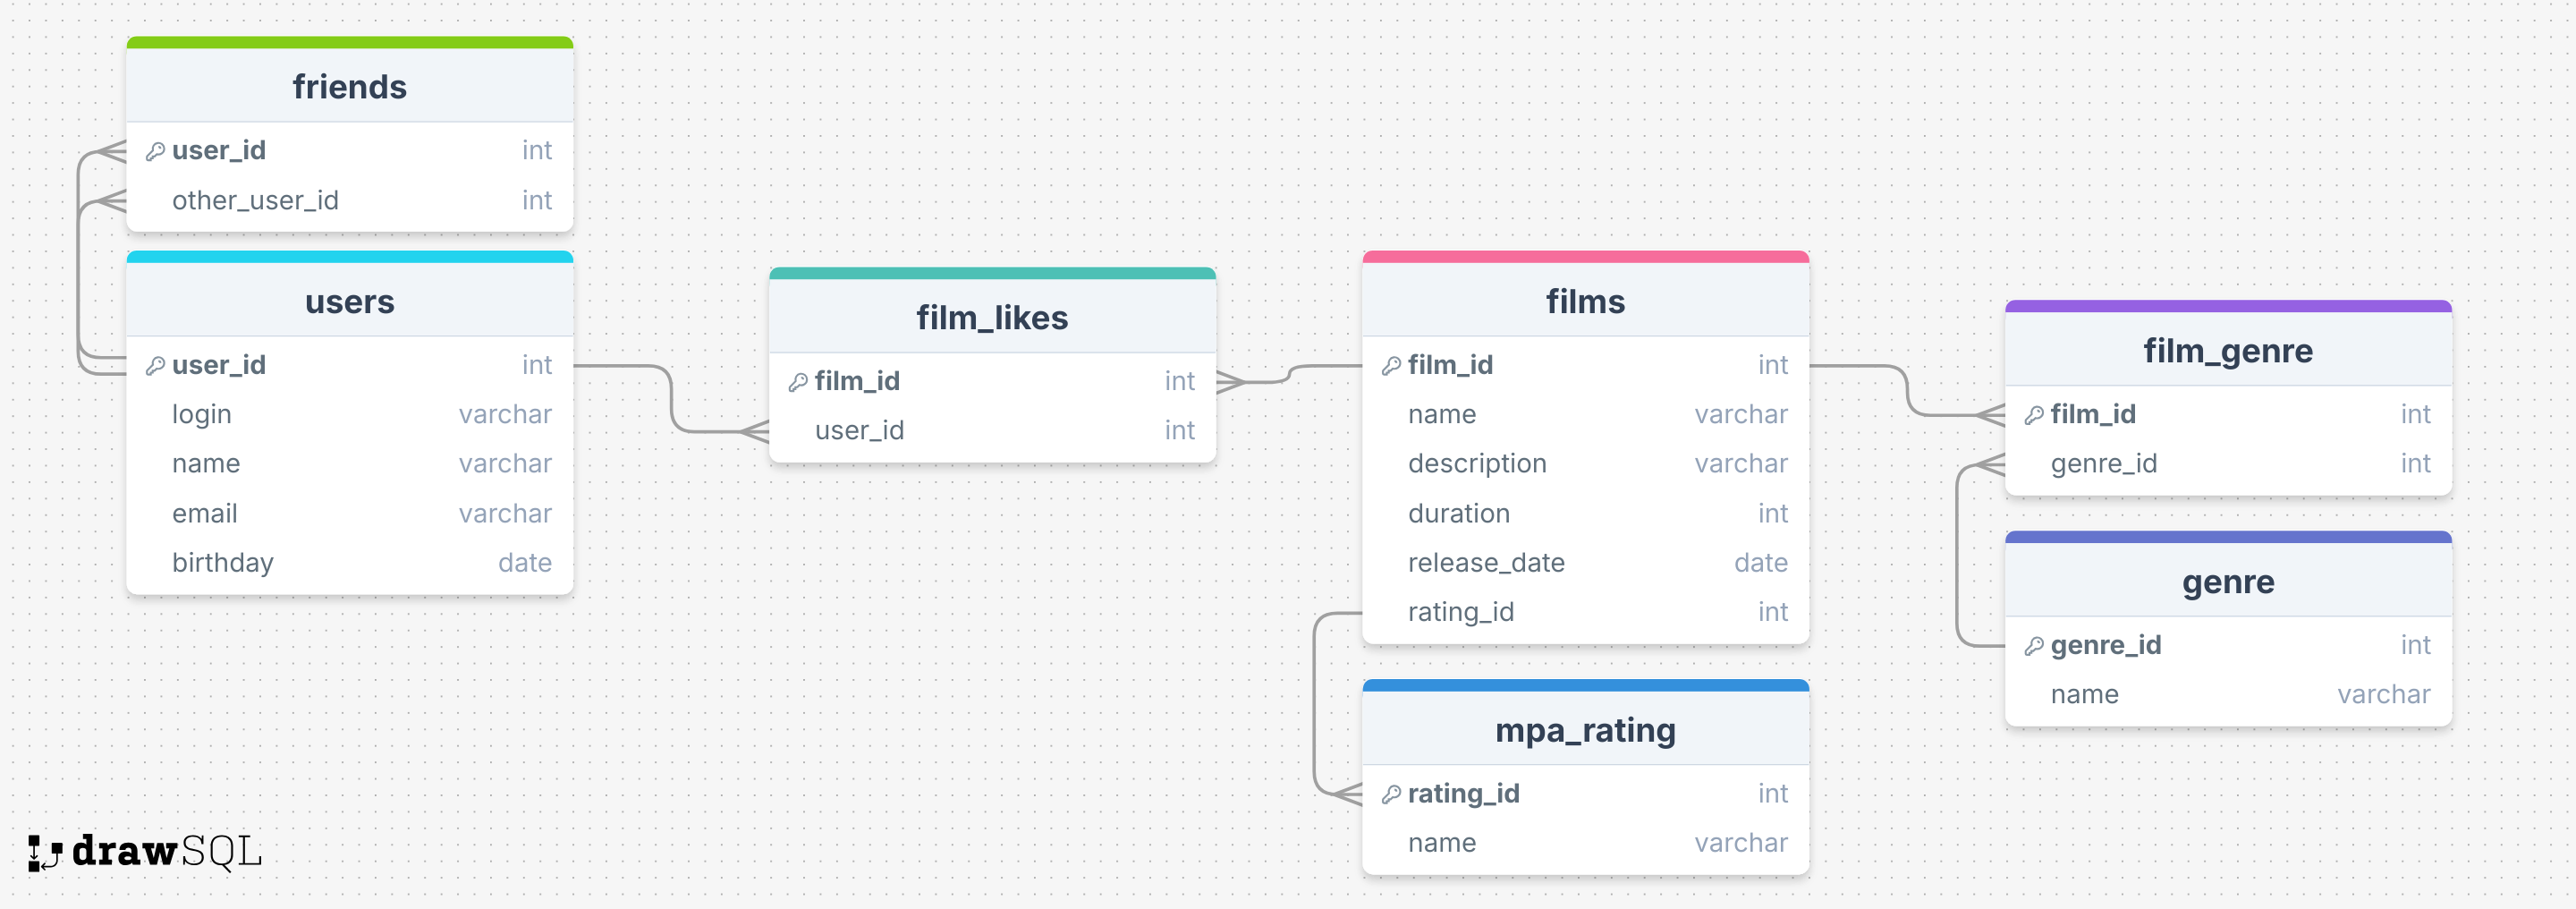 friends
user_id int
other_user_id int
users
user_id int
login varchar
name varchar
email varchar
birthday date
film_likes
film_id int
user_id int
films
film_id int
name varchar
description varchar
duration int
release_date date
rating_id int
mpa_rating
rating_id int
name varchar
film_genre
film_id int
genre_id int
genre
genre_id int
name varchar
drawSQL